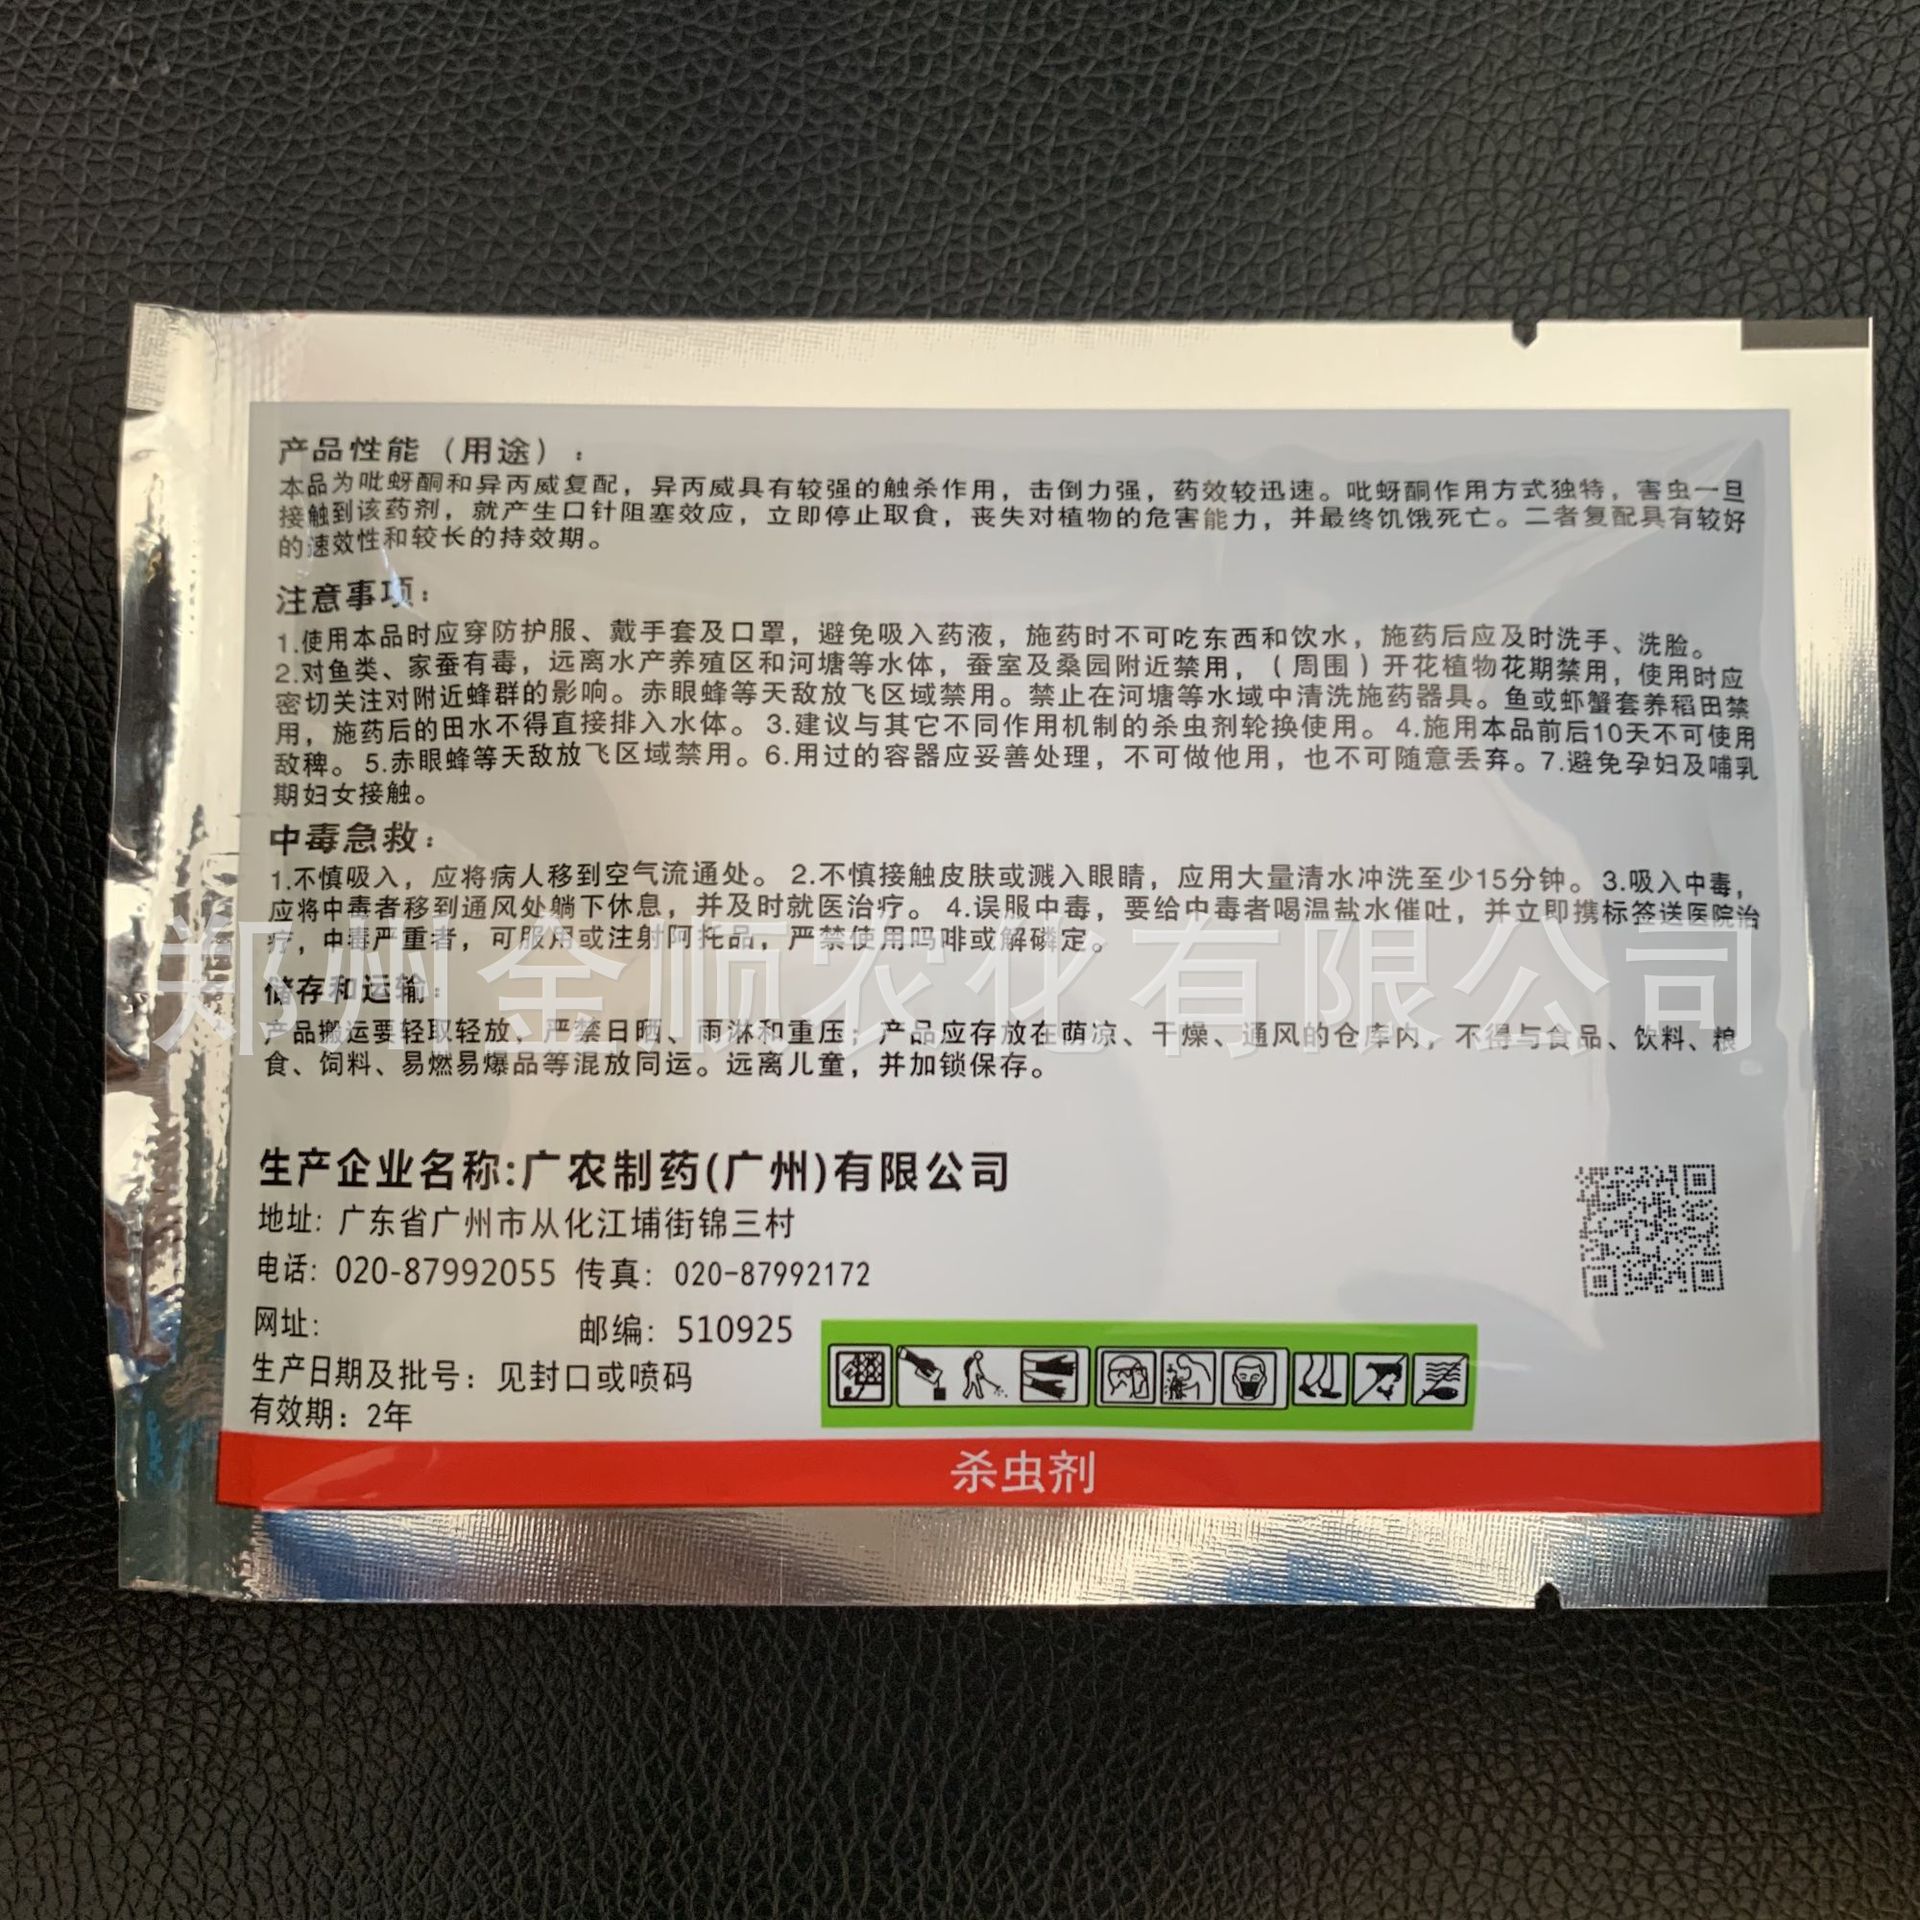 产品性能（用途）：
本品为吡蚜酮和异丙威复配，异丙威具有较强的触杀作用，击倒力强，药效较迅速。吡蚜酮作用方式独特，害虫一旦
接触到该药剂，就产生口针阻塞效应，立即停止取食，丧失对植物的危害能力，并最终饥饿死亡。二者复配具有较好
的速效性和较长的持效期。
注意事项：
1.使用本品时应穿防护服、戴手套及口罩，避免吸入药液，施药时不可吃东西和饮水，施药后应及时洗手、洗脸。
2.对鱼类、家蚕有毒，远离水产养殖区和河塘等水体，蚕室及桑园附近禁用，（周围）开花植物花期禁用，使用时应
密切关注对附近蜂群的影响。赤眼蜂等天敌放飞区域禁用。禁止在河塘等水域中清洗施药器具。鱼或虾蟹套养稻田禁
用，施药后的田水不得直接排入水体。3.建议与其它不同作用机制的杀虫剂轮换使用。4.施用本品前后10天不可使用
敌稗。5.赤眼蜂等天敌放飞区域禁用。6.用过的容器应妥善处理，不可做他用，也不可随意丢弃。7.避免孕妇及哺乳
期妇女接触。
中毒急救：
1.不慎吸入，应将病人移到空气流通处。2.不慎接触皮肤或溅入眼睛，应用大量清水冲洗至少15分钟。3.吸入中毒，
应将中毒者移到通风处躺下休息，并及时就医治疗。4.误服中毒，要给中毒者喝温盐水催吐，并立即携标签送医院治
疗，中毒严重者，可服用或注射阿托品，严禁使用吗啡或解磷定。
郑州金顺农化有限公司
储存和运输：
产品搬运要轻取轻放，严禁日晒、雨淋和重压；产品应存放在荫凉、干燥、通风的仓库内，不得与食品、饮料、粮
食、饲料、易燃易爆品等混放同运。远离儿童，并加锁保存。
生产企业名称:广农制药(广州)有限公司
地址：广东省广州市从化江埔街锦三村
电话：020-87992055 传真：020-87992172
网址： 邮编：510925
生产日期及批号：见封口或喷码
有效期：2年
杀虫剂